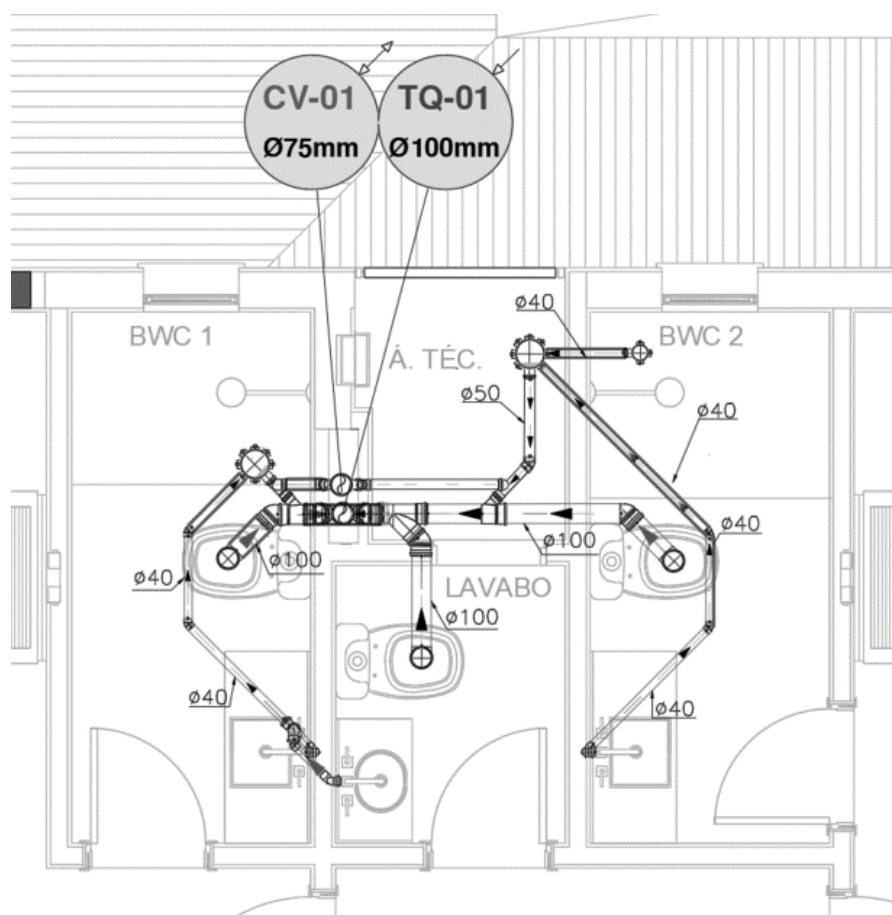 CV-01 TQ-01
Ø75mm Ø100mm
BWC 1
ø40
BWC 2
Á. TÉC.
ø50
ø40
ø40
ø40
ø100
ø100
LAVABO
ø100
ø40
ø40